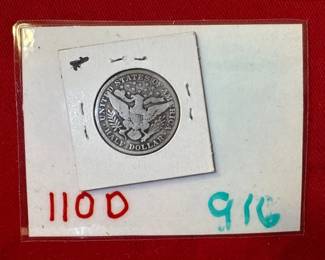 UNITED STATES OF AMERICA
HALF DOLLAR
110D
916